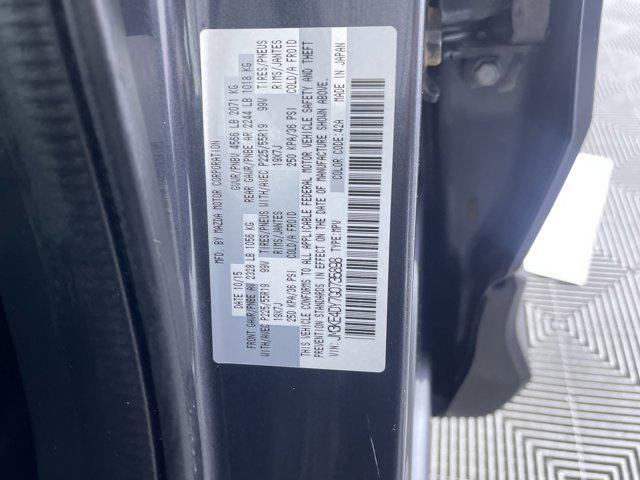 MFD. BY MAZDA MOTOR CORPORATION
DATE 10/15 GVWR/PNBV 4566 LB 2071 KG
FRONT GAWR/PNBE AV 2328 LB 1056 KG REAR GAWR/PNBE AR 2244 LB 1018 KG
WITH/AVEC P225/55R19 99V TIRES/PNEUS WITH/AVEC P225/55R19 99V TIRES/PNEUS
19X7J RIMS/JANTES 19X7J RIMS/JANTES
250 KPA/36 PSI COLD/A FROID 250 KPA/36 PSI COLD/A FROID
THIS VEHICLE CONFORMS TO ALL APPLICABLE FEDERAL MOTOR VEHICLE SAFETY AND THEFT
PREVENTION STANDARDS IN EFFECT ON THE DATE OF MANUFACTURE SHOWN ABOVE.
VIN: JM3KE4DY7G0735898 TYPE:MPV COLOR CODE:42A MADE IN JAPAN